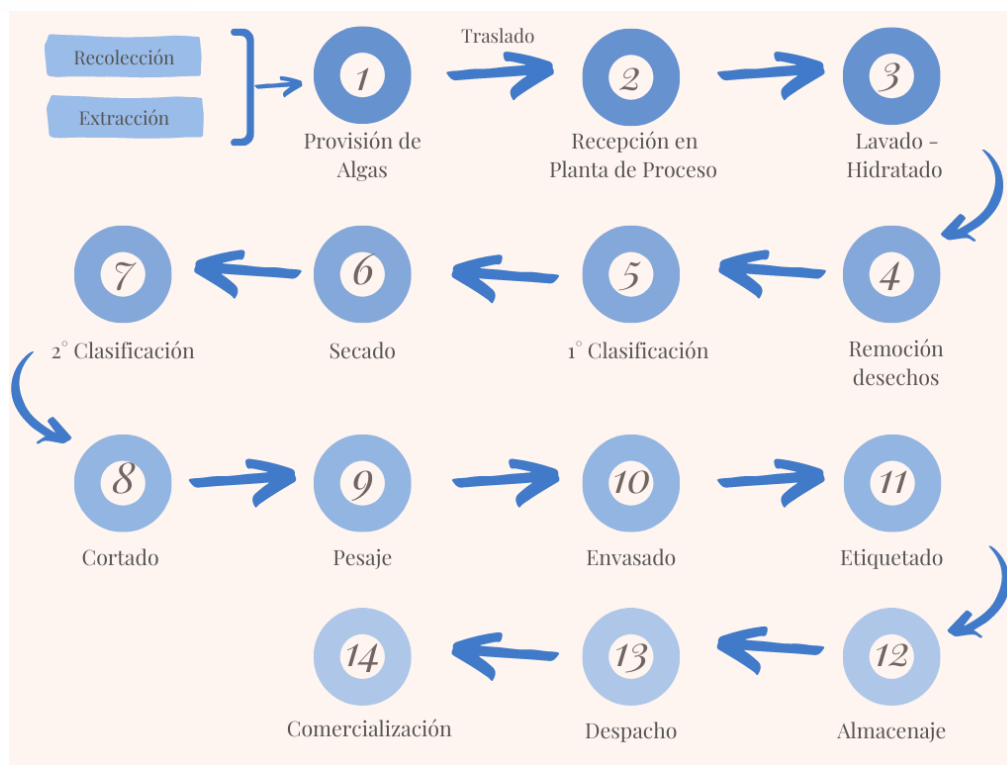 Recolección
Extracción
1
Provisión de
Algas
Traslado
2
Recepción en
Planta de Proceso
3
Lavado -
Hidratado
4
Remoción
desechos
5
1° Clasificación
6
Secado
7
2° Clasificación
8
Cortado
9
Pesaje
10
Envasado
11
Etiquetado
12
Almacenaje
13
Despacho
14
Comercialización